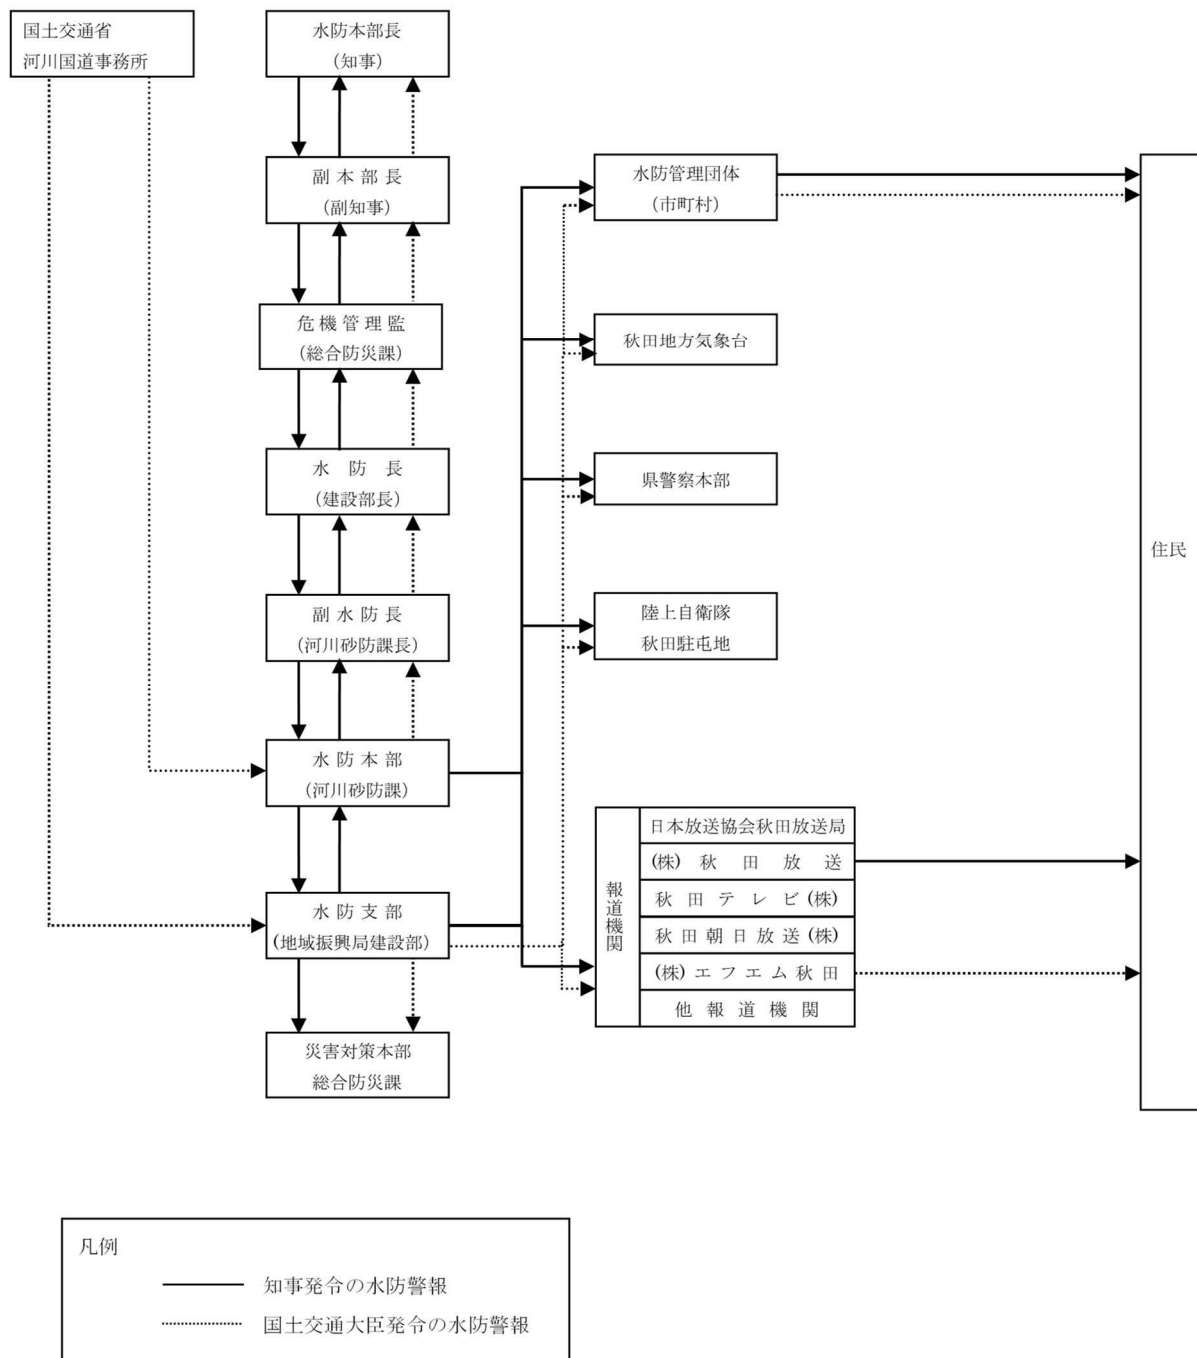 国土交通省
河川国道事務所
水防本部長
(知事)
副本部長
(副知事)
危機管理監
(総合防災課)
水防長
(建設部長)
副水防長
(河川砂防課長)
水防本部
(河川砂防課)
水防支部
(地域振興局建設部)
災害対策本部
総合防災課
水防管理団体
(市町村)
秋田地方気象台
県警察本部
陸上自衛隊
秋田駐屯地
報道機関
日本放送協会秋田放送局
(株)秋田放送
秋田テレビ(株)
秋田朝日放送(株)
(株)エフエム秋田
他報道機関
住民
凡例
知事発令の水防警報
国土交通大臣発令の水防警報